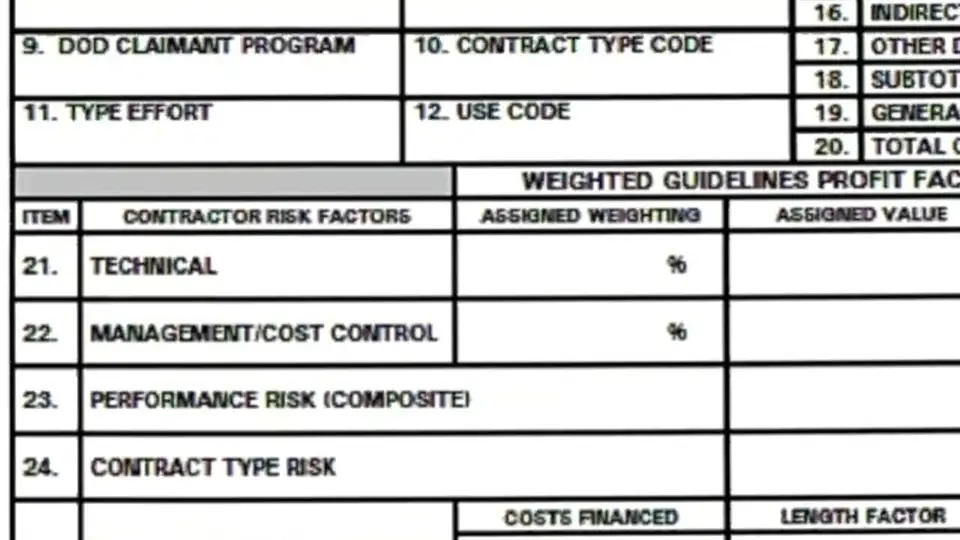 16. INDIREC
9. DOD CLAIMANT PROGRAM 10. CONTRACT TYPE CODE 17. OTHER D
18. SUBTOT
11. TYPE EFFORT 12. USE CODE 19. GENERA
20. TOTAL C
WEIGHTED GUIDELINES PROFIT FAC
ITEM CONTRACTOR RISK FACTORS ASSIGNED WEIGHTING ASSIGNED VALUE
21. TECHNICAL %
22. MANAGEMENT/COST CONTROL %
23. PERFORMANCE RISK (COMPOSITE)
24. CONTRACT TYPE RISK
COSTS FINANCED LENGTH FACTOR